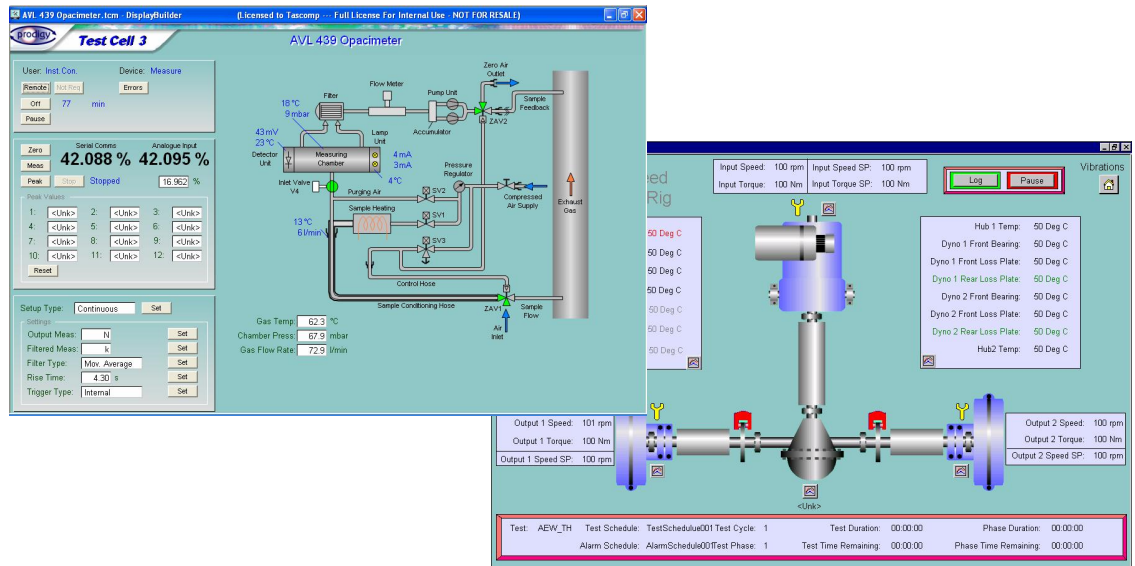 AVL 439 Opacimeter.tcm - DisplayBuilder (Licensed to Tascomp --- Full License For Internal Use - NOT FOR RESALE)
prodigy Test Cell 3 AVL 439 Opacimeter
User: Inst.Con. Device: Measure
Remote Not Req Errors
Off 77 min
Pause
Zero Serial Comms Analogue Input
Meas 42.088 % 42.095 %
Peak Stop Stopped 16.962 %
Peak Values
1: <Unk> 2: <Unk> 3: <Unk>
4: <Unk> 5: <Unk> 6: <Unk>
7: <Unk> 8: <Unk> 9: <Unk>
10: <Unk> 11: <Unk> 12: <Unk>
Reset
Setup Type: Continuous Set
Settings
Output Meas: N Set
Filtered Meas: k Set
Filter Type: Mov. Average Set
Rise Time: 4.30 s Set
Trigger Type: Internal Set
Zero Air
Outlet
Flow Meter
Filter
Pump Unit
Sample
Feedback
18 °C
9 mbar
ZAV2
Accumulator
43 mV
23 °C
Lamp
Unit
Detector
Unit
Measuring
Chamber
4 mA
3 mA
4 °C
Pressure
Regulator
Inlet Valve
V4
Purging Air
SV2
Compressed
Air Supply
Exhaust
Gas
Sample Heating
SV1
13 °C
6 l/min
SV3
Control Hose
Sample Conditioning Hose
ZAV1
Sample
Flow
Air
Inlet
Gas Temp: 62.3 °C
Chamber Press: 67.9 mbar
Gas Flow Rate: 72.9 l/min
eed
Rig
Input Speed: 100 rpm Input Speed SP: 100 rpm
Input Torque: 100 Nm Input Torque SP: 100 Nm
Log Pause
Vibrations
50 Deg C
50 Deg C
50 Deg C
50 Deg C
50 Deg C
50 Deg C
50 Deg C
Hub 1 Temp: 50 Deg C
Dyno 1 Front Bearing: 50 Deg C
Dyno 1 Front Loss Plate: 50 Deg C
Dyno 1 Rear Loss Plate: 50 Deg C
Dyno 2 Front Bearing: 50 Deg C
Dyno 2 Front Loss Plate: 50 Deg C
Dyno 2 Rear Loss Plate: 50 Deg C
Hub2 Temp: 50 Deg C
Output 1 Speed: 101 rpm
Output 1 Torque: 100 Nm
Output 1 Speed SP: 100 rpm
Output 2 Speed: 100 rpm
Output 2 Torque: 100 Nm
Output 2 Speed SP: 100 rpm
<Unk>
Test: AEW_TH Test Schedule: TestSchedulue001 Test Cycle: 1 Test Duration: 00:00:00 Phase Duration: 00:00:00
Alarm Schedule: AlarmSchedule001 Test Phase: 1 Test Time Remaining: 00:00:00 Phase Time Remaining: 00:00:00